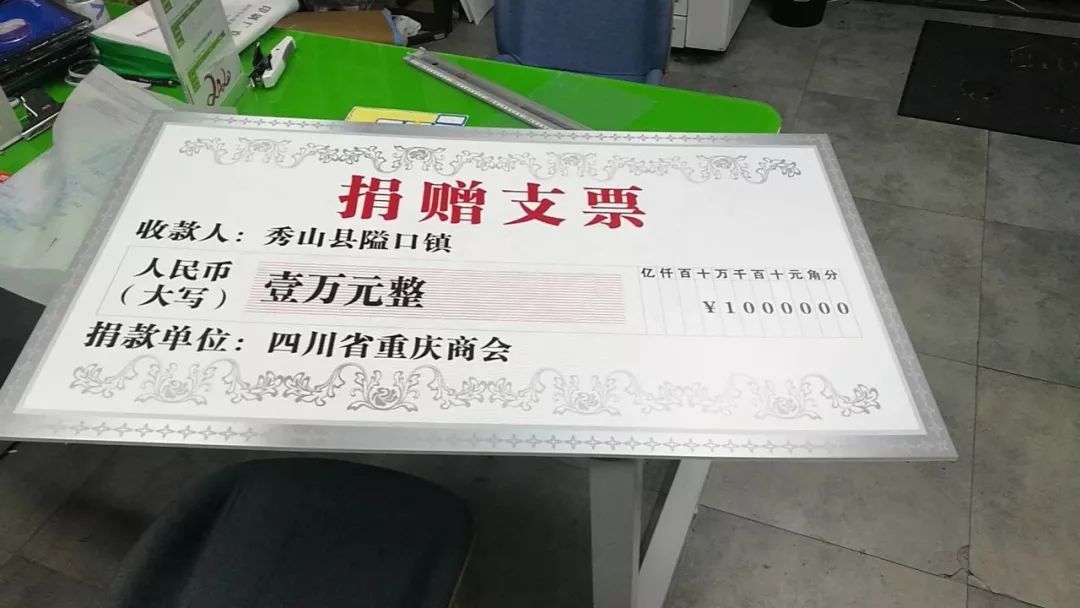 捐赠支票
收款人：秀山县隘口镇
人民币
（大写）
壹万元整
亿仟百十万千百十元角分
¥1000000
捐款单位：四川省重庆商会